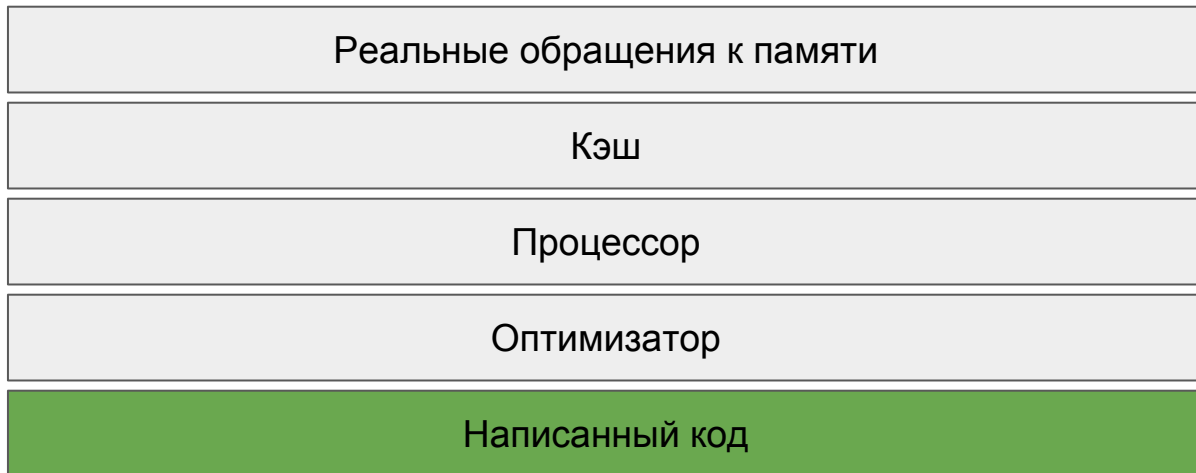 Реальные обращения к памяти
Кэш
Процессор
Оптимизатор
Написанный код